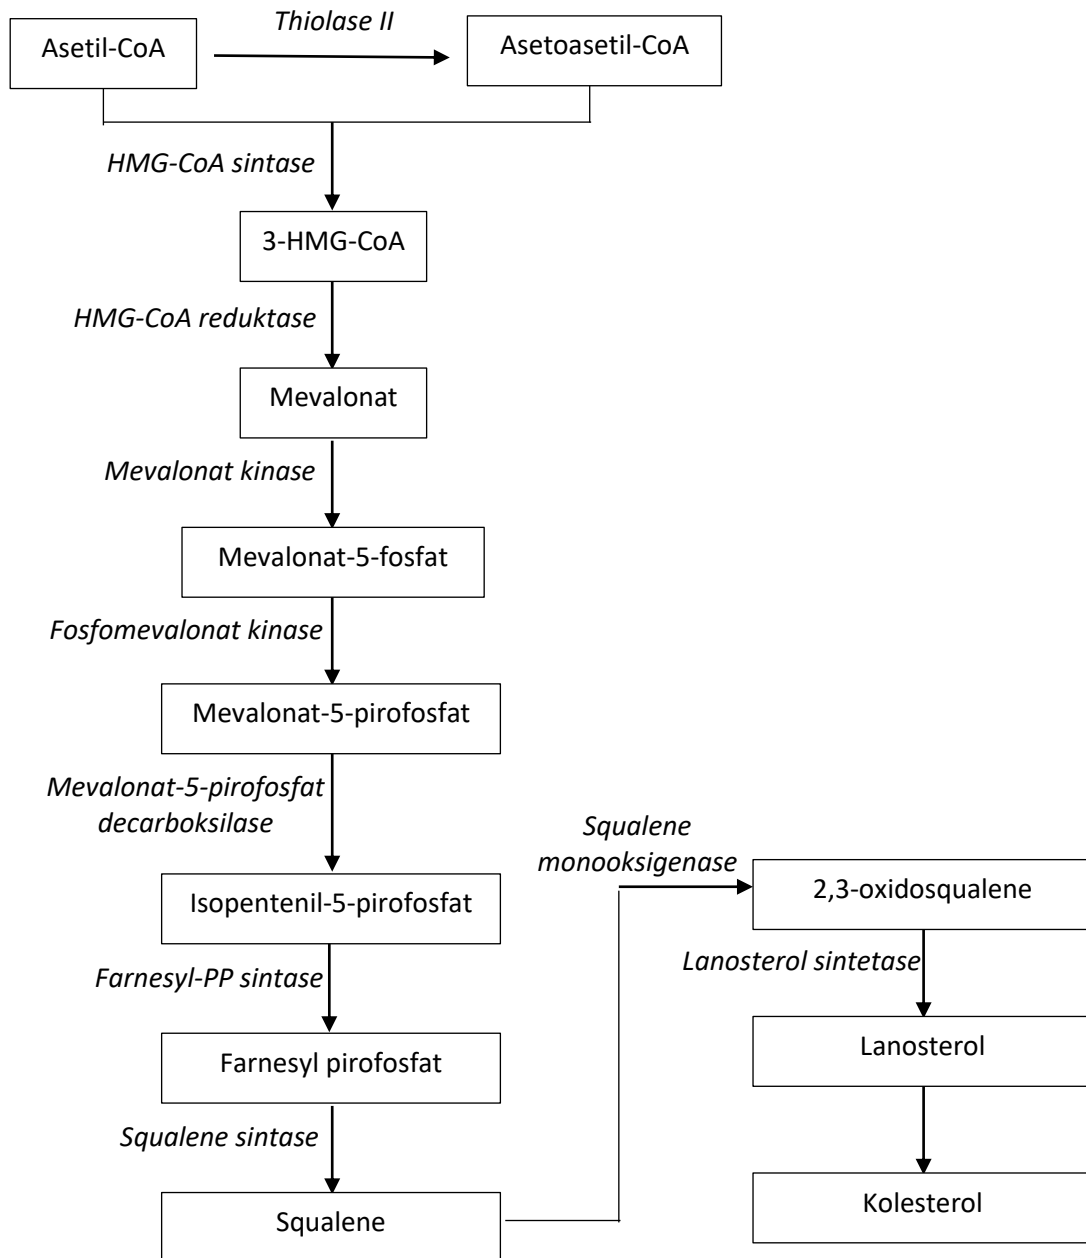 Thiolase II
Asetil-CoA
Asetoasetil-CoA
HMG-CoA sintase
3-HMG-CoA
HMG-CoA reduktase
Mevalonat
Mevalonat kinase
Mevalonat-5-fosfat
Fosfomevalonat kinase
Mevalonat-5-pirofosfat
Mevalonat-5-pirofosfat
decarboksilase
Isopentenil-5-pirofosfat
Farnesyl-PP sintase
Farnesyl pirofosfat
Squalene sintase
Squalene
Squalene
monooksigenase
2,3-oxidosqualene
Lanosterol sintetase
Lanosterol
Kolesterol